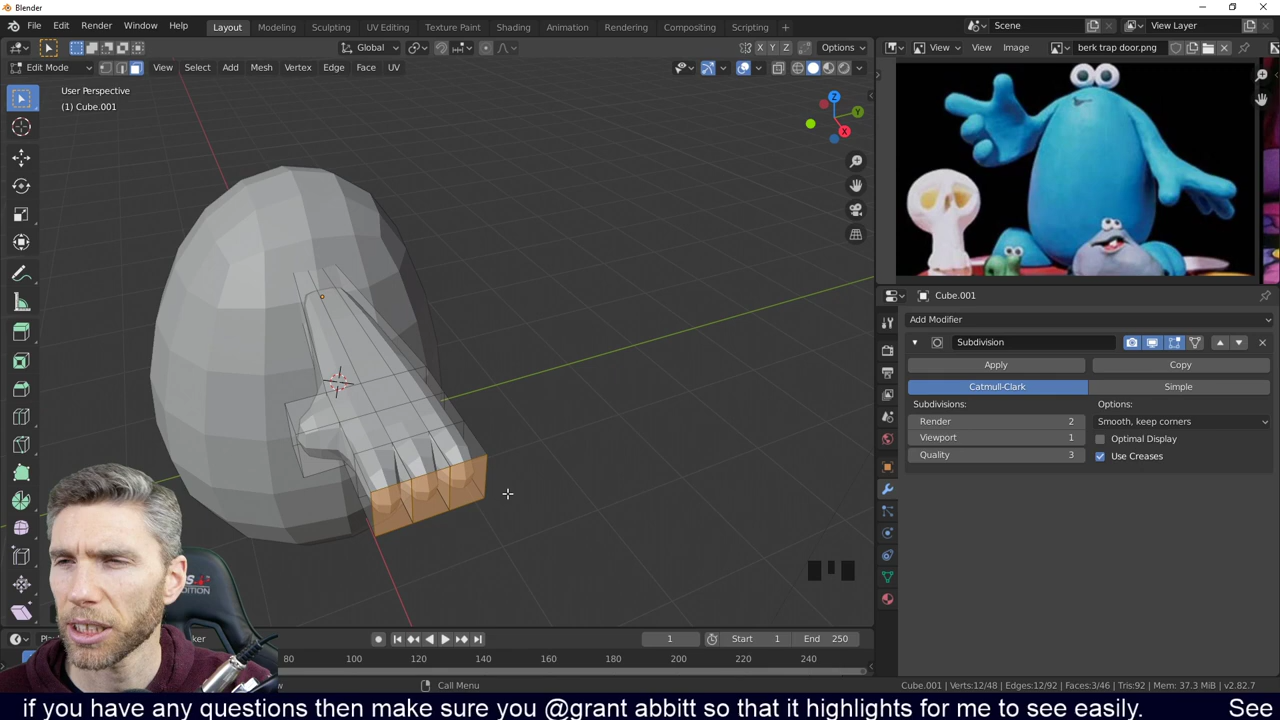 Blender
File Edit Render Window Help
Layout Modeling Sculpting UV Editing Texture Paint Shading Animation Rendering Compositing Scripting +
Scene
View Layer
Global
X Y Z
Options
View
View Image
berk trap door.png
Edit Mode
View Select Add Mesh Vertex Edge Face UV
User Perspective
(1) Cube.001
Z
Y
X
Cube.001
Add Modifier
Subdivision
Apply
Copy
Catmull-Clark
Simple
Subdivisions:
Options:
Render 2
Smooth, keep corners
Viewport 1
Optimal Display
Quality 3
Use Creases
1
Start 1
End 250
80 100 120 140 160 180 200 220 240
Call Menu
Cube.001 | Verts:12/48 | Edges:12/92 | Faces:3/46 | Tris:92 | Mem: 37.3 MiB | v2.82.7
if you have any questions then make sure you @grant abbitt so that it highlights for me to see easily.
See